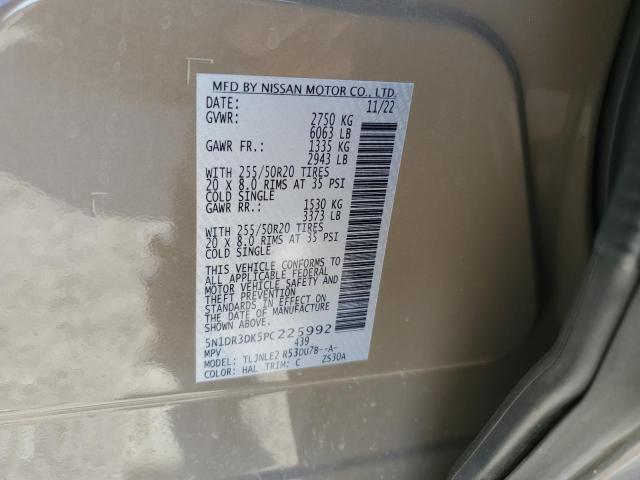 MFD BY NISSAN MOTOR CO., LTD.
DATE: 11/22
GVWR: 2750 KG
6063 LB
GAWR FR.: 1335 KG
2943 LB
WITH 255/50R20 TIRES
20 X 8.0 RIMS AT 35 PSI
COLD SINGLE
GAWR RR.: 1530 KG
3373 LB
WITH 255/50R20 TIRES
20 X 8.0 RIMS AT 35 PSI
COLD SINGLE
THIS VEHICLE CONFORMS TO
ALL APPLICABLE FEDERAL
MOTOR VEHICLE SAFETY AND
THEFT PREVENTION
STANDARDS IN EFFECT ON
THE DATE OF MANUFACTURE
SHOWN ABOVE.
5N1DR3DK5PC225992
MPV 439
MODEL: TLJNLE2 R53DU78--A-
COLOR: HAL TRIM: C ZS30A